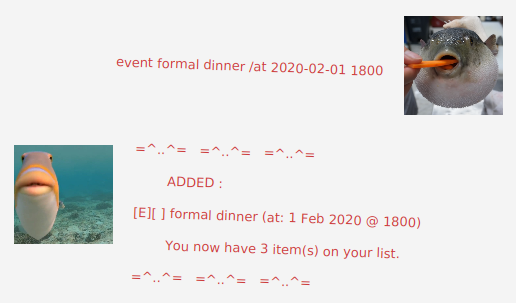 event formal dinner /at 2020-02-01 1800
=^..^=   =^..^=   =^..^=
ADDED :
[E][ ] formal dinner (at: 1 Feb 2020 @ 1800)
You now have 3 item(s) on your list.
=^..^=   =^..^=   =^..^=